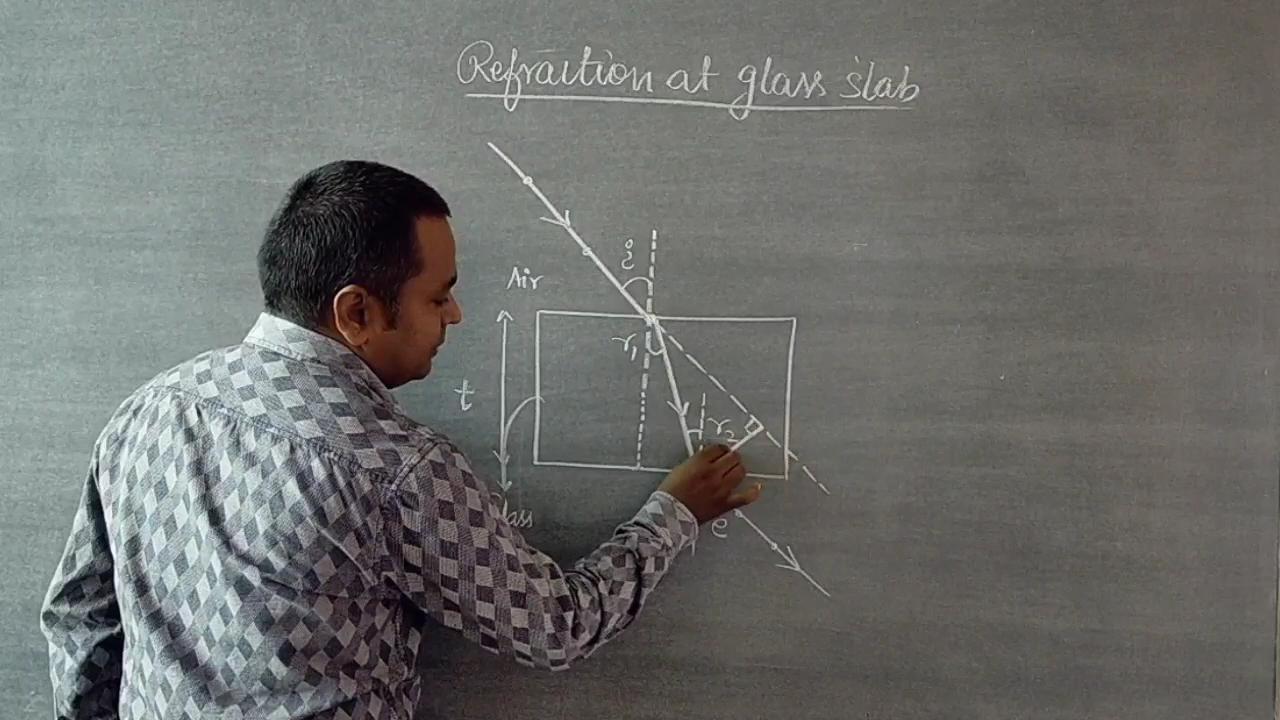 Refraction at glass slab
i
Air
r₁
t
r₂
e